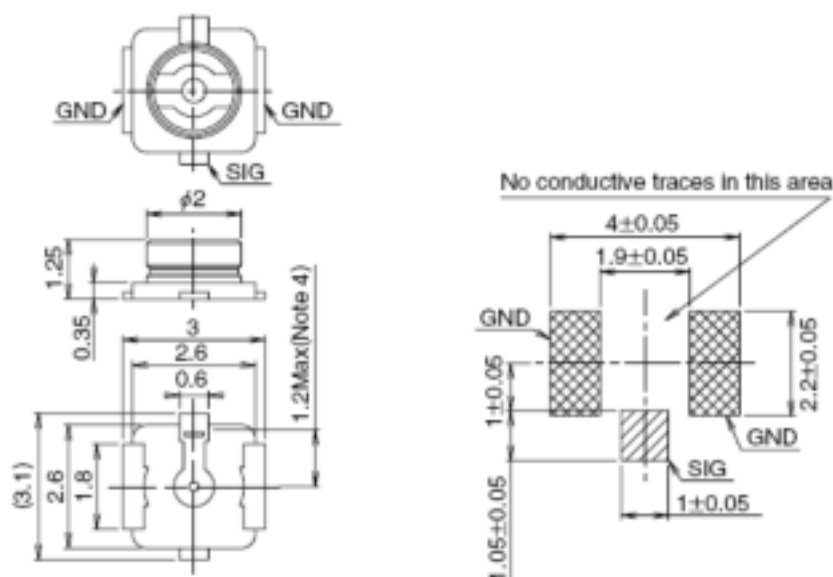 GND
GND
SIG
ϕ2
1.25
0.35
3
2.6
0.6
1.2Max(Note 4)
(3.1)
2.6
1.8
No conductive traces in this area
4±0.05
1.9±0.05
GND
2.2±0.05
1±0.05
GND
SIG
1±0.05
1.05±0.05